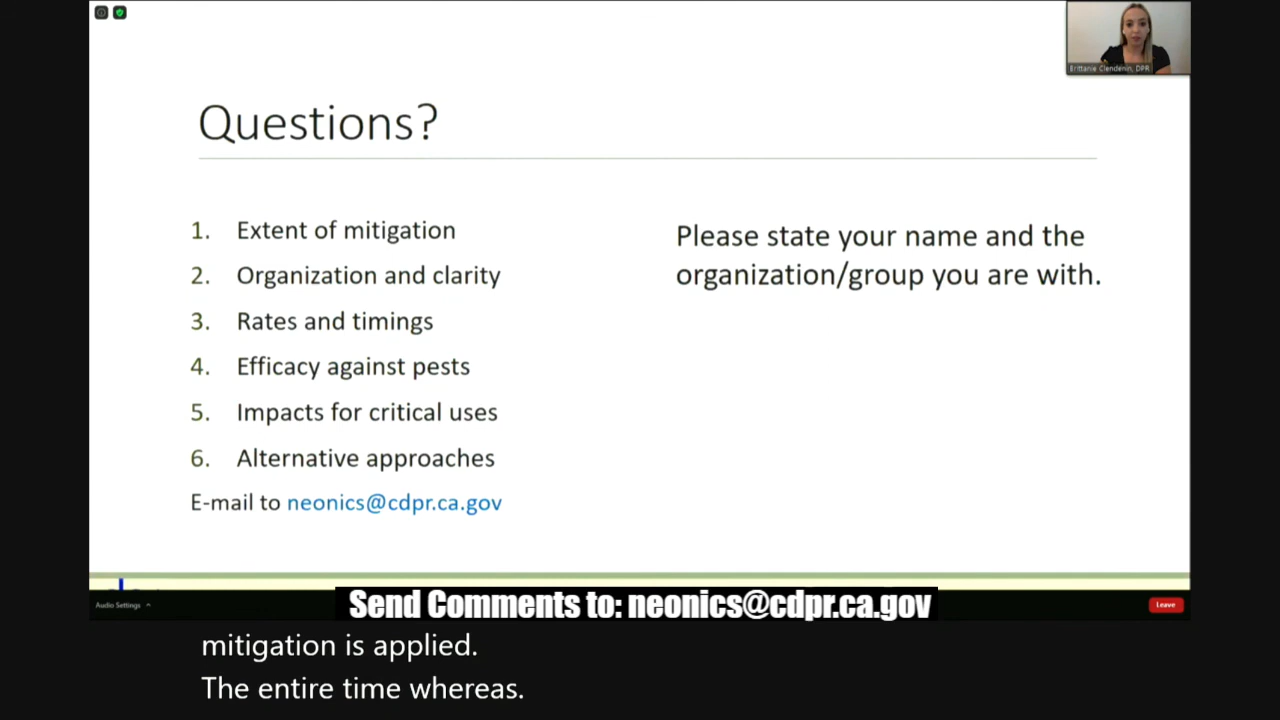 Brittanie Clendenin, DPR
Questions?
1. Extent of mitigation
2. Organization and clarity
3. Rates and timings
4. Efficacy against pests
5. Impacts for critical uses
6. Alternative approaches
E-mail to neonics@cdpr.ca.gov
Please state your name and the
organization/group you are with.
Audio Settings
Leave
Send Comments to: neonics@cdpr.ca.gov
mitigation is applied.
The entire time whereas.